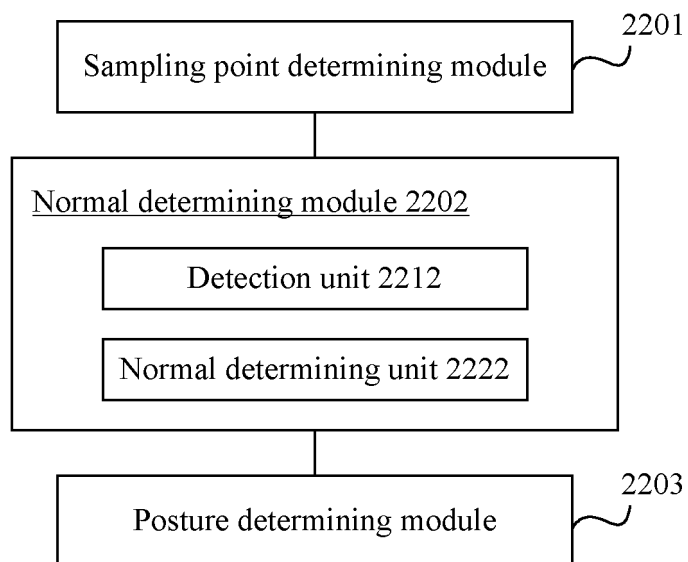 2201
Sampling point determining module
Normal determining module 2202
Detection unit 2212
Normal determining unit 2222
2203
Posture determining module